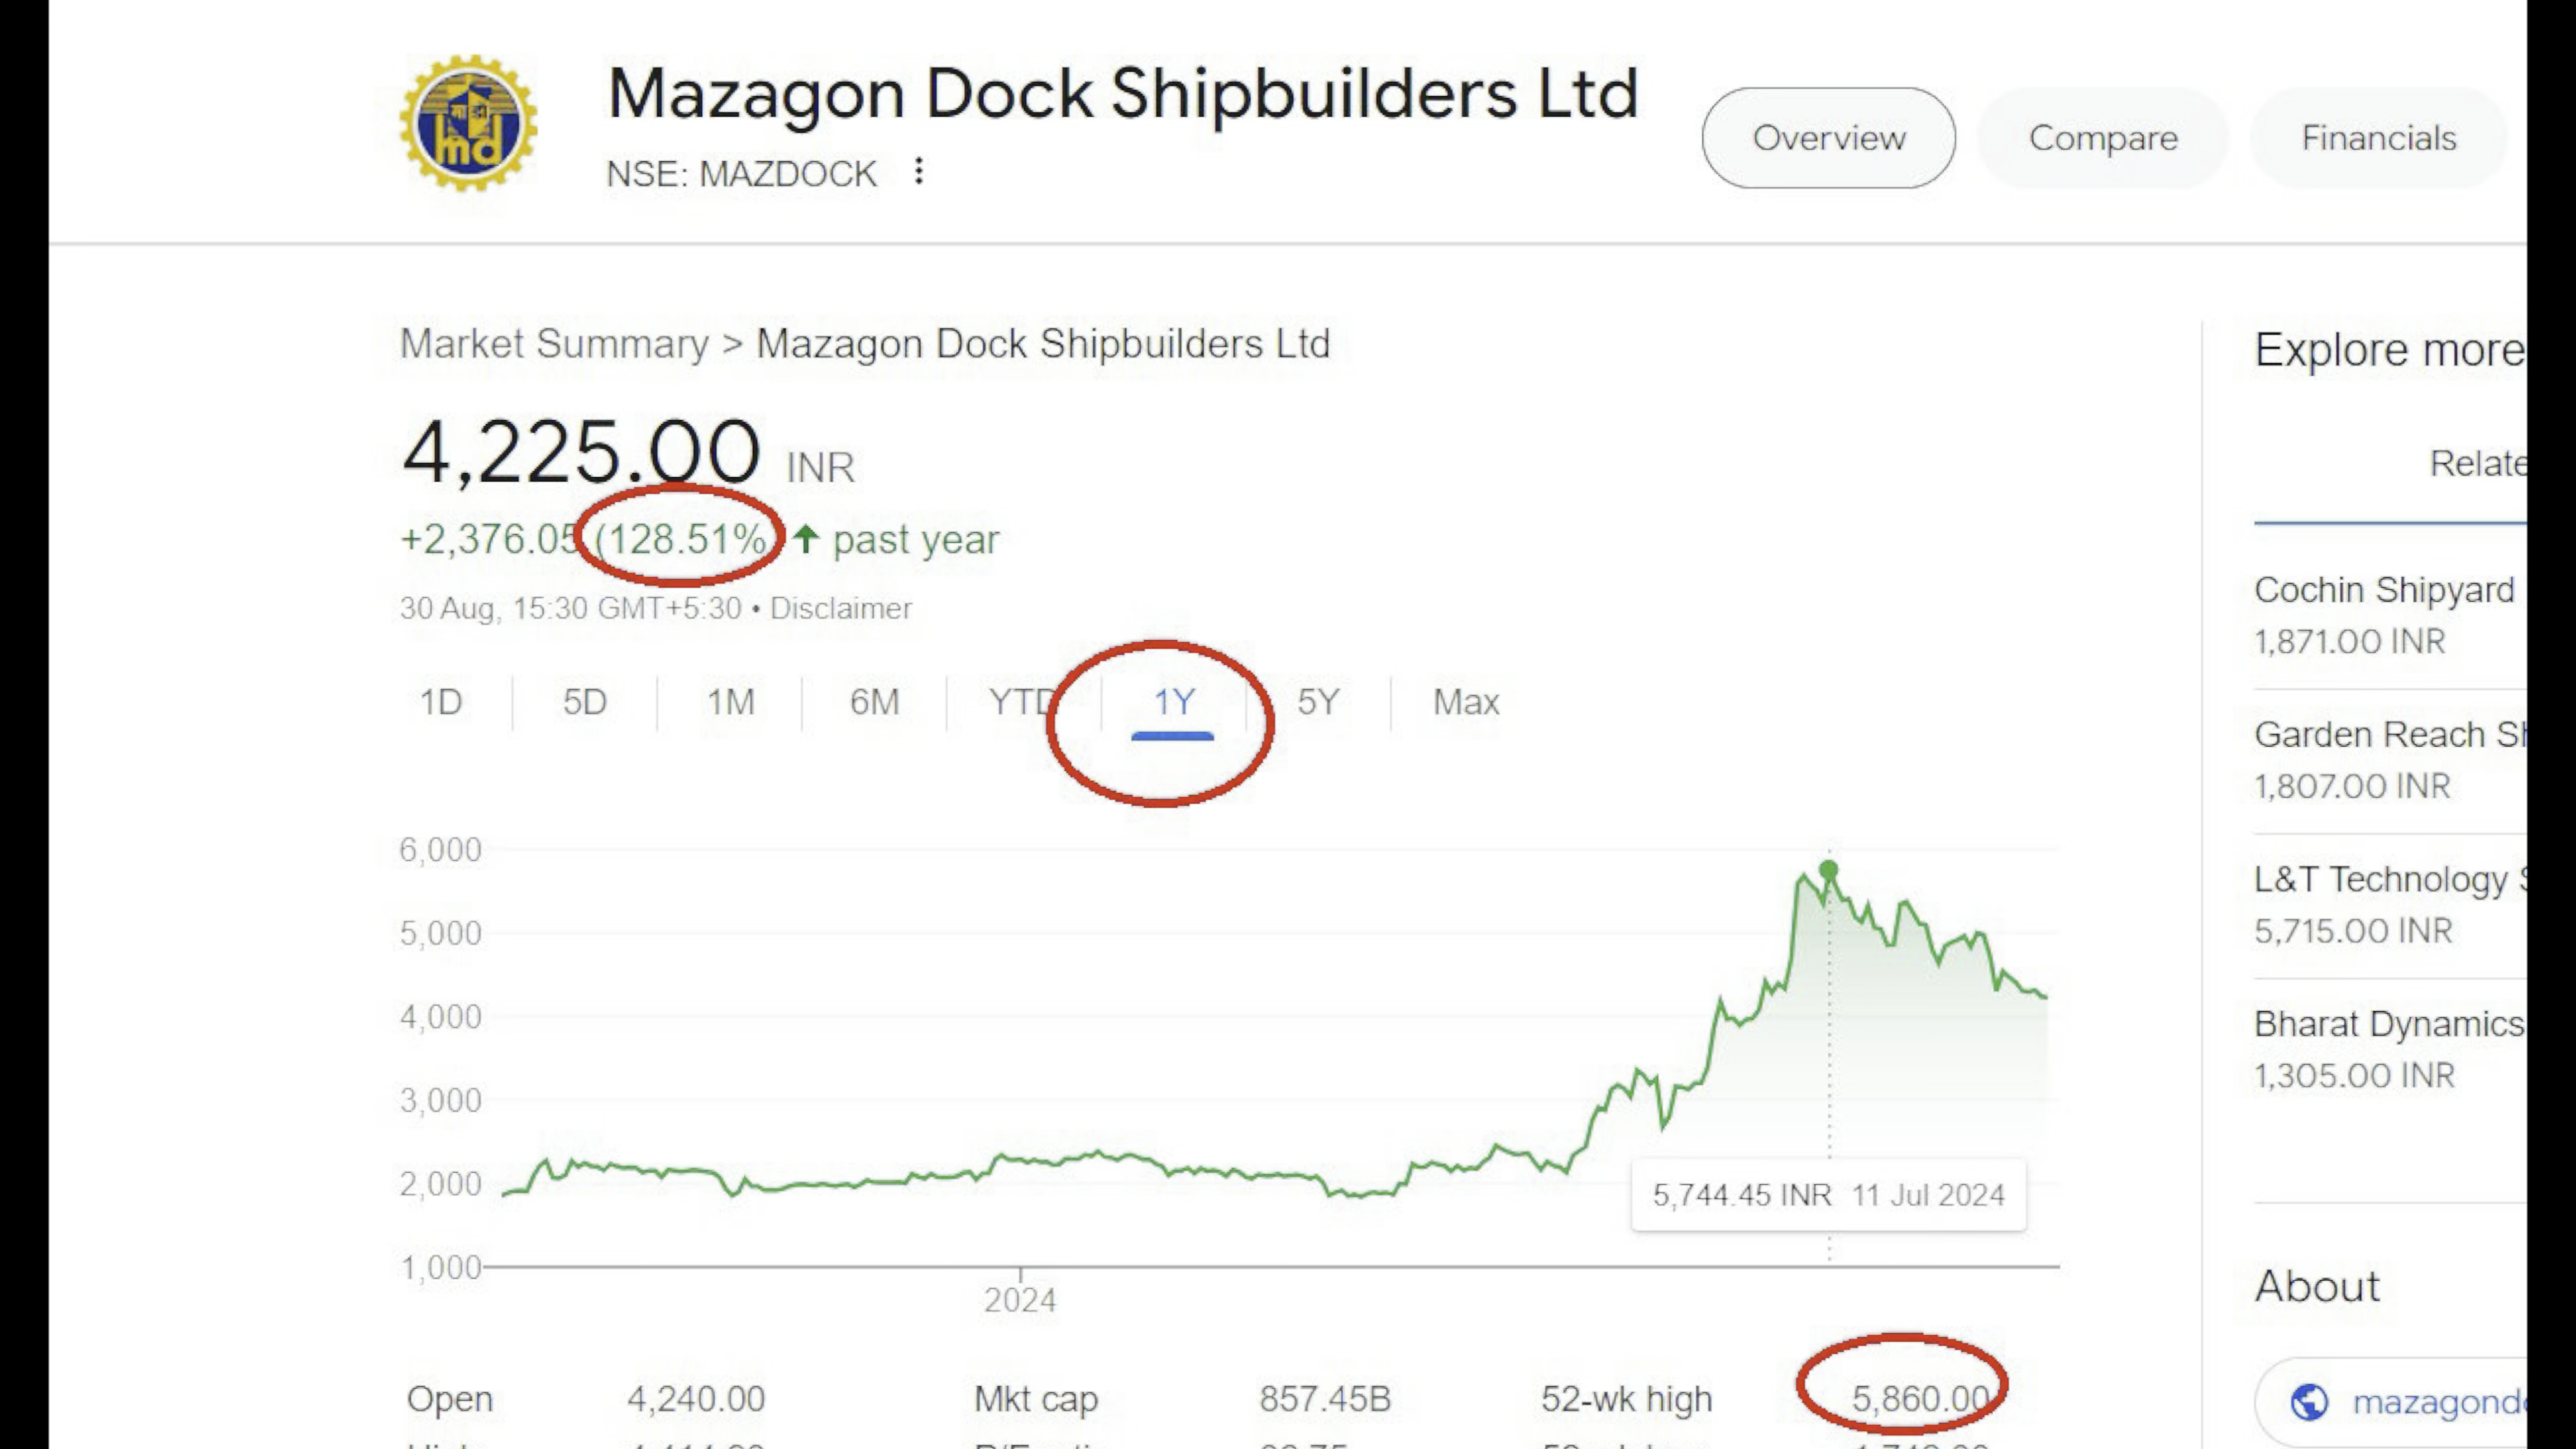 Mazagon Dock Shipbuilders Ltd
NSE: MAZDOCK
Overview
Compare
Financials
Market Summary > Mazagon Dock Shipbuilders Ltd
4,225.00 INR
+2,376.05 (128.51% past year
30 Aug, 15:30 GMT+5:30 • Disclaimer
1D 5D 1M 6M YTD 1Y 5Y Max
6,000
5,000
4,000
3,000
2,000
1,000
5,744.45 INR 11 Jul 2024
2024
Open 4,240.00 Mkt cap 857.45B 52-wk high 5,860.00
Explore more
Relate
Cochin Shipyard
1,871.00 INR
Garden Reach Sh
1,807.00 INR
L&T Technology S
5,715.00 INR
Bharat Dynamics
1,305.00 INR
About
mazagondo
md